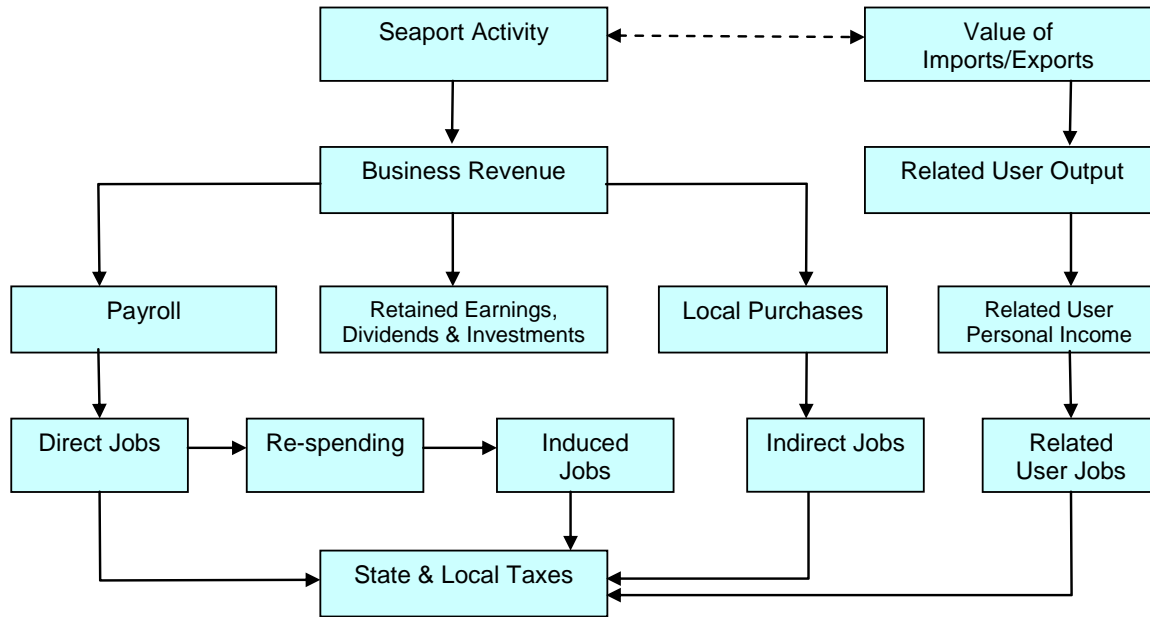 Seaport Activity
Value of
Imports/Exports
Business Revenue
Related User Output
Payroll
Retained Earnings,
Dividends & Investments
Local Purchases
Related User
Personal Income
Direct Jobs
Re-spending
Induced
Jobs
Indirect Jobs
Related
User Jobs
State & Local Taxes